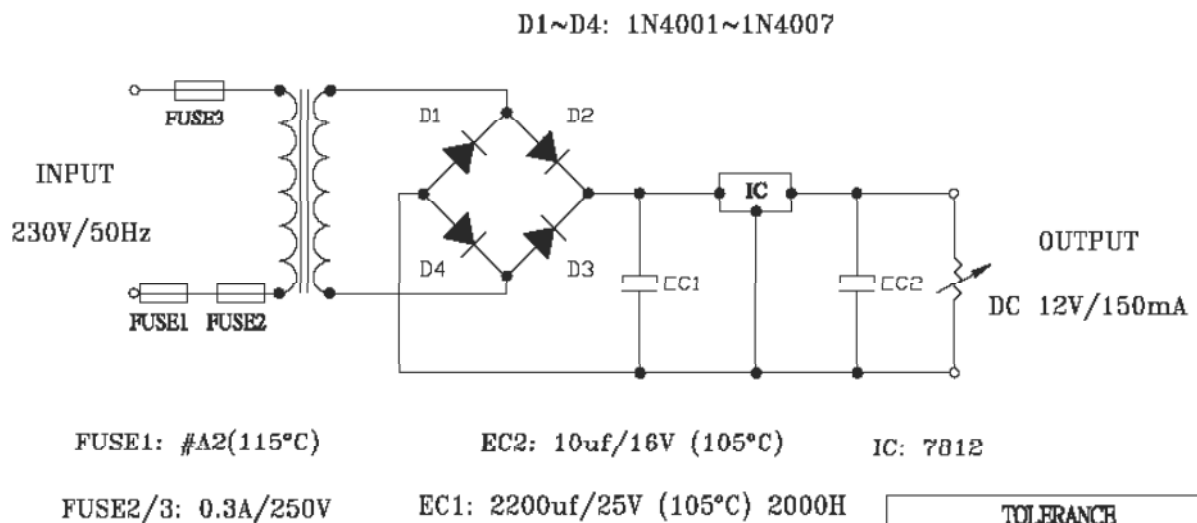 D1~D4: 1N4001~1N4007
FUSE3
D1
D2
INPUT
IC
230V/50Hz
OUTPUT
D4
D3
EC1
EC2
DC 12V/150mA
FUSE1
FUSE2
FUSE1: #A2(115°C)
EC2: 10uf/16V (105°C)
IC: 7812
FUSE2/3: 0.3A/250V
EC1: 2200uf/25V (105°C) 2000H
TOLERANCE